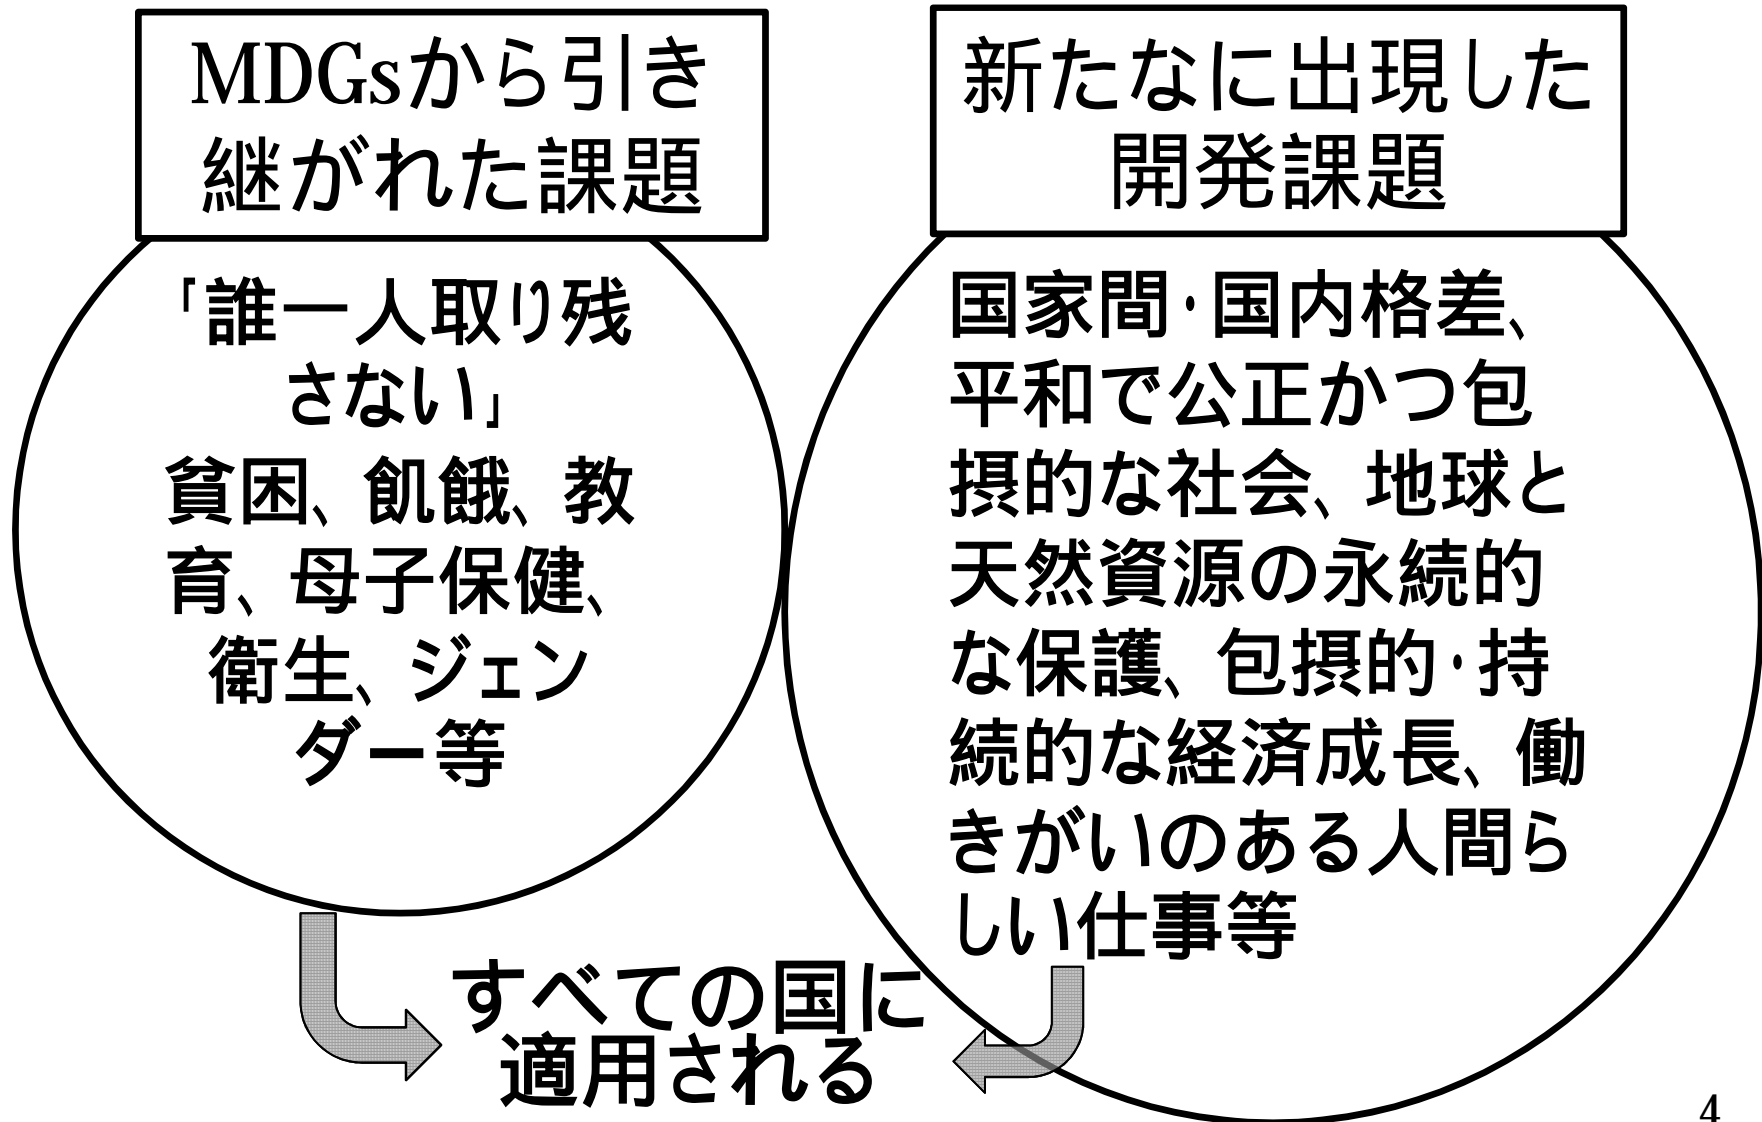 MDGsから引き
継がれた課題
「誰一人取り残
さない」
貧困、飢餓、教
育、母子保健、
衛生、ジェン
ダー等
新たに出現した
開発課題
国家間・国内格差、
平和で公正かつ包
摂的な社会、地球と
天然資源の永続的
な保護、包摂的・持
続的な経済成長、働
きがいのある人間ら
しい仕事等
すべての国に
適用される
4